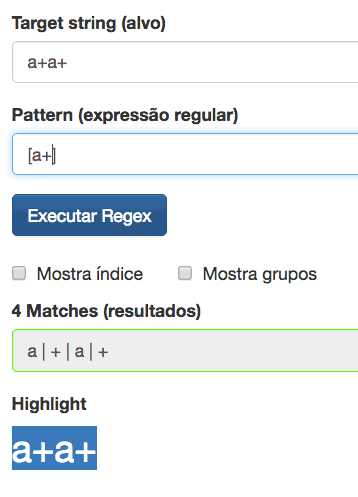 Target string (alvo)
a+a+
Pattern (expressão regular)
[a+]
Executar Regex
Mostra índice Mostra grupos
4 Matches (resultados)
a | + | a | +
Highlight
a+a+